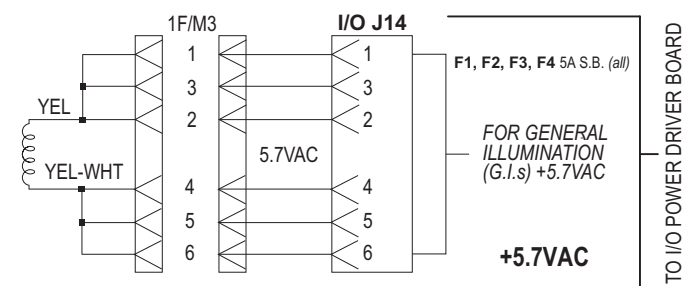 1F/M3
I/O J14
1
1
F1, F2, F3, F4 5A S.B. (all)
3
3
YEL
2
2
FOR GENERAL
ILLUMINATION
(G.I.s) +5.7VAC
5.7VAC
YEL-WHT
4
4
5
5
6
6
+5.7VAC
TO I/O POWER DRIVER BOARD